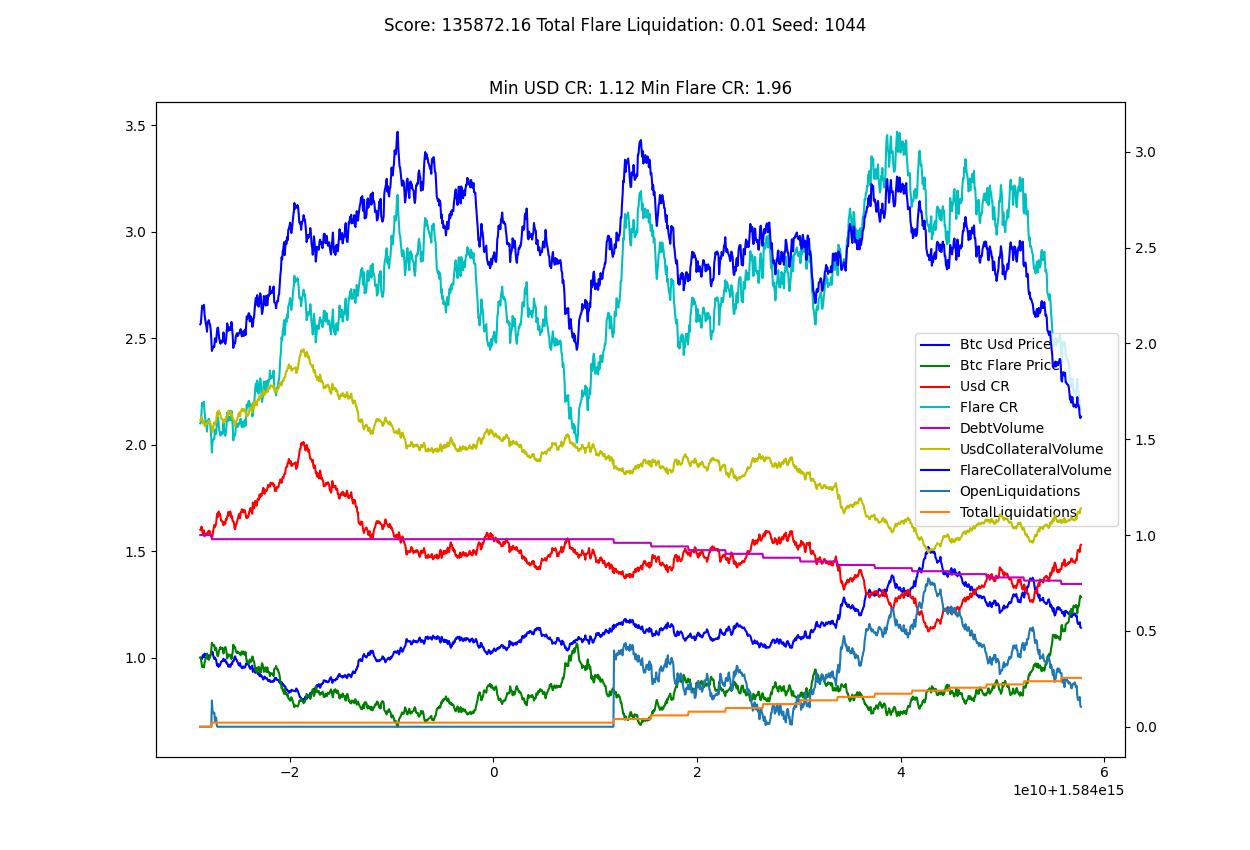 Score: 135872.16 Total Flare Liquidation: 0.01 Seed: 1044
Min USD CR: 1.12 Min Flare CR: 1.96
3.5
3.0
2.5
2.0
1.5
1.0
3.0
2.5
2.0
1.5
1.0
0.5
0.0
Btc Usd Price
Btc Flare Price
Usd CR
Flare CR
DebtVolume
UsdCollateralVolume
FlareCollateralVolume
OpenLiquidations
TotalLiquidations
−2 0 2 4 6
1e10+1.584e15